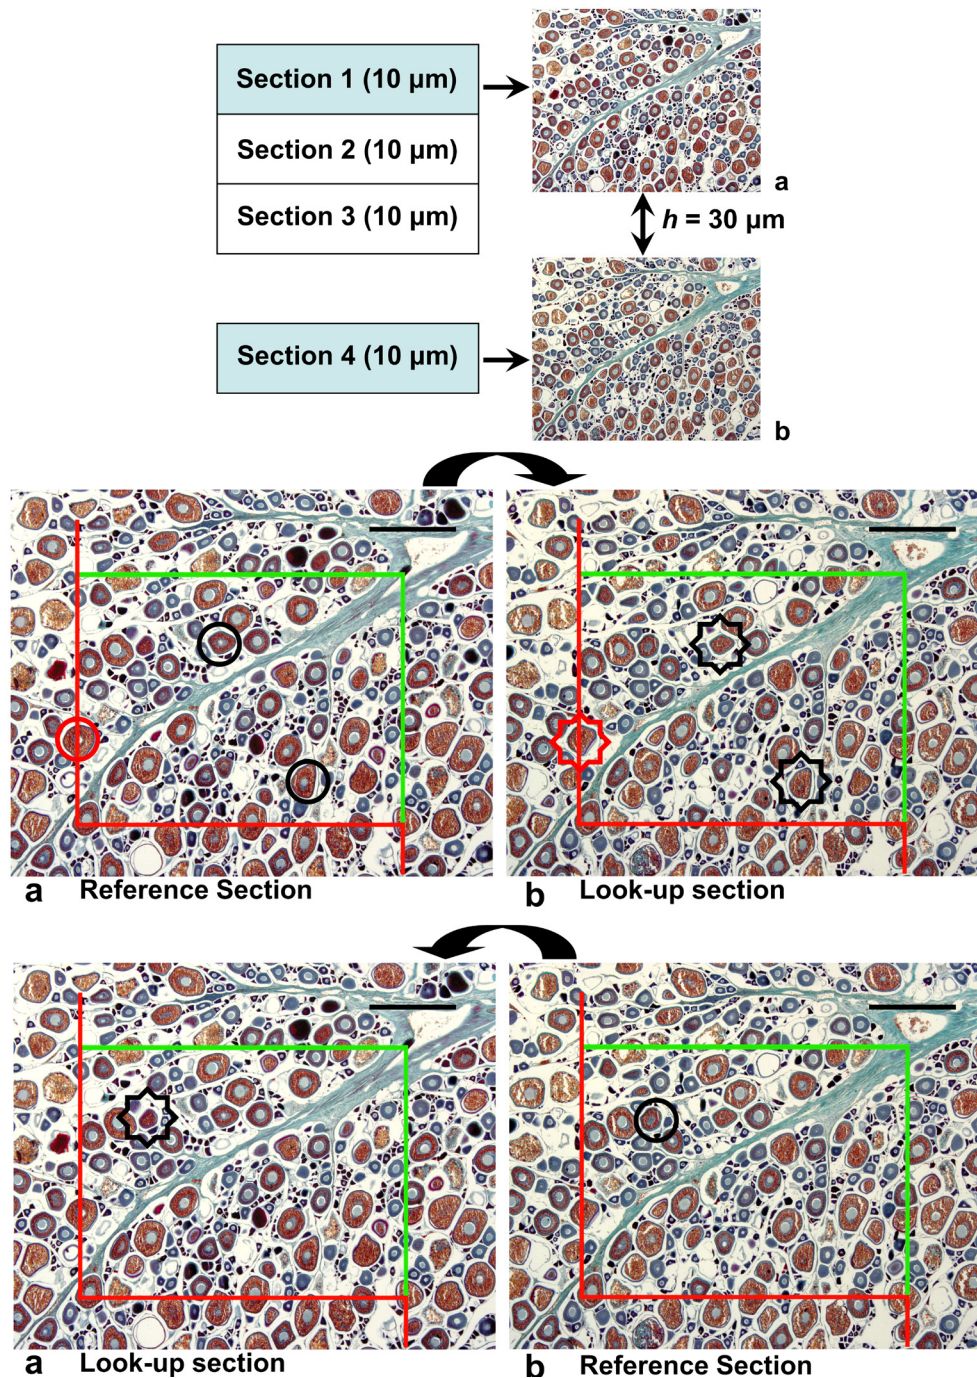 Section 1 (10 µm)
Section 2 (10 µm)
Section 3 (10 µm)
a
h = 30 µm
Section 4 (10 µm)
b
a Reference Section
b Look-up section
a Look-up section
b Reference Section